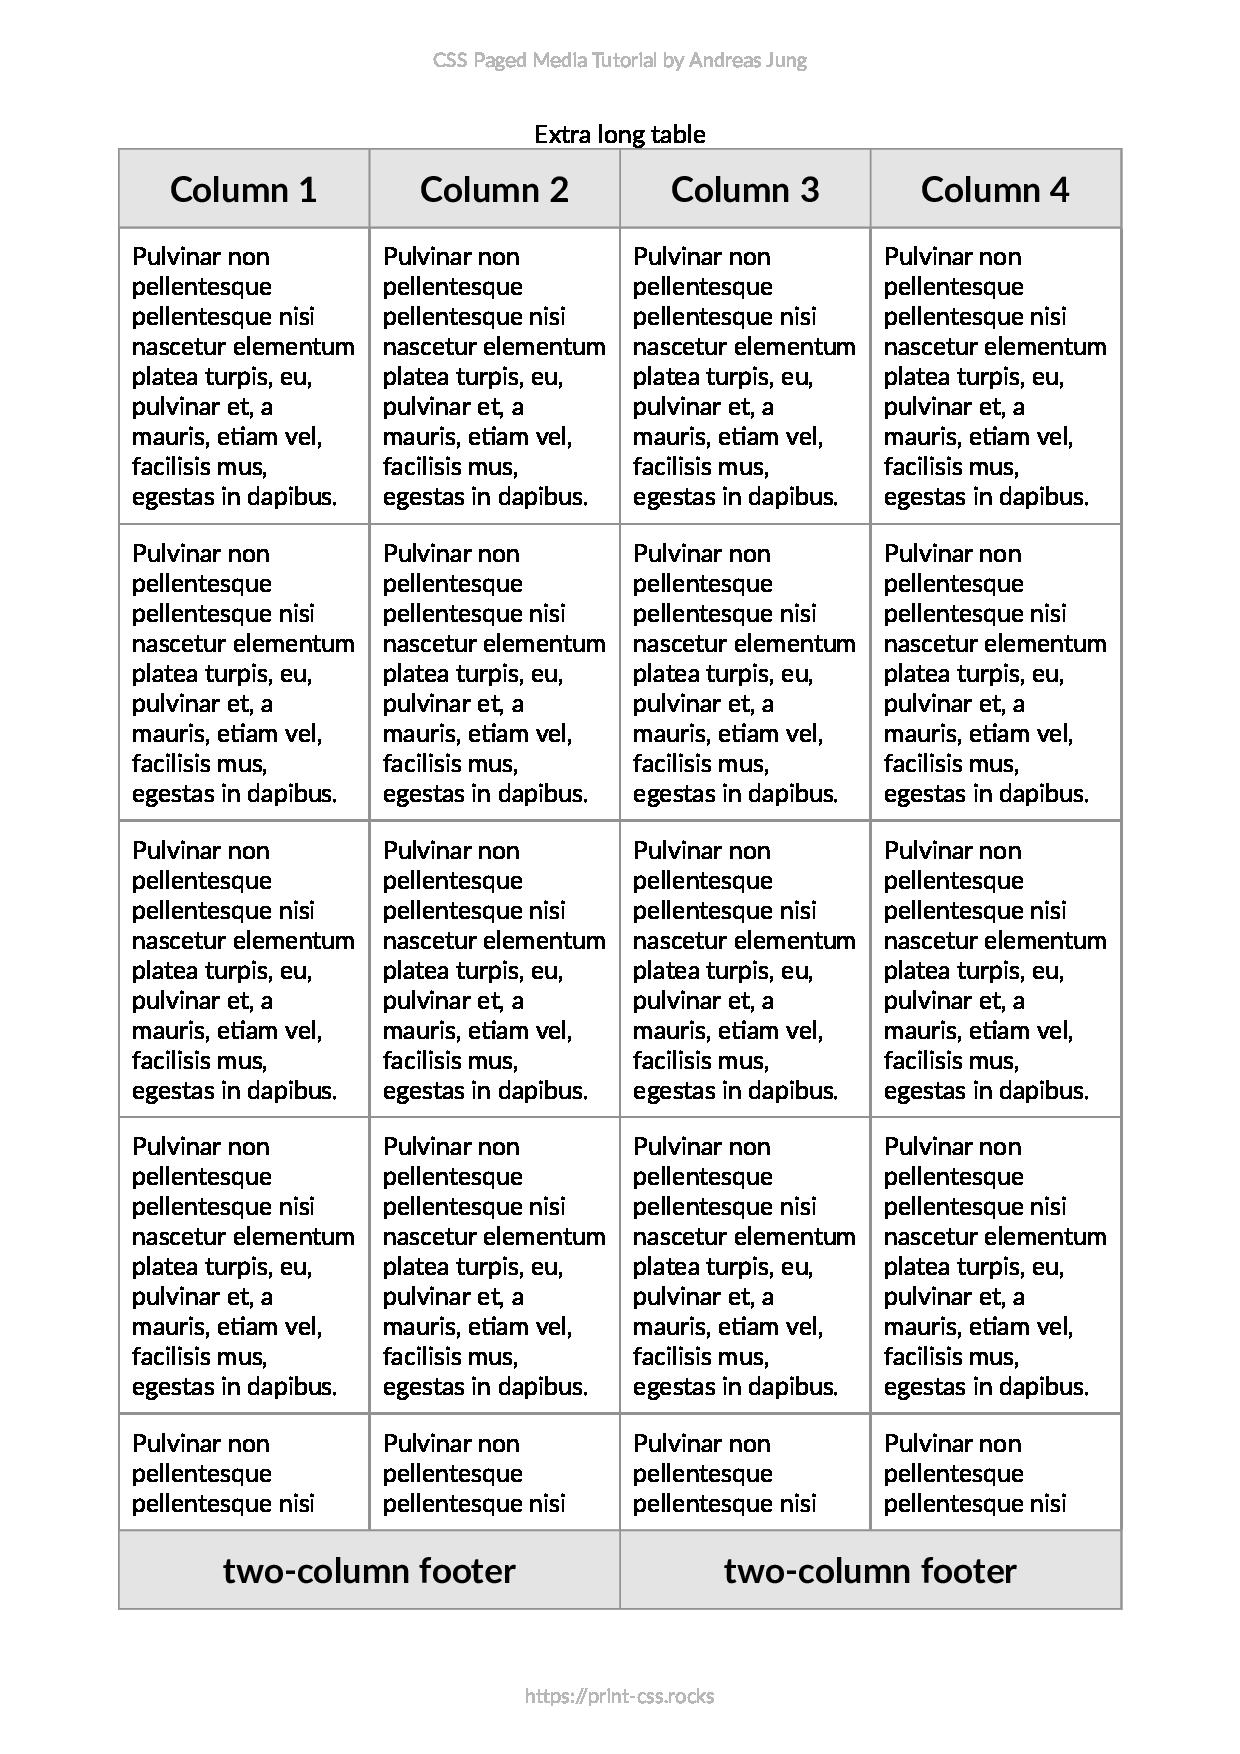 CSS Paged Media Tutorial by Andreas Jung
Extra long table
Column 1 Column 2 Column 3 Column 4
Pulvinar non Pulvinar non Pulvinar non Pulvinar non
pellentesque pellentesque pellentesque pellentesque
pellentesque nisi pellentesque nisi pellentesque nisi pellentesque nisi
nascetur elementum nascetur elementum nascetur elementum nascetur elementum
platea turpis, eu, platea turpis, eu, platea turpis, eu, platea turpis, eu,
pulvinar et, a pulvinar et, a pulvinar et, a pulvinar et, a
mauris, etiam vel, mauris, etiam vel, mauris, etiam vel, mauris, etiam vel,
facilisis mus, facilisis mus, facilisis mus, facilisis mus,
egestas in dapibus. egestas in dapibus. egestas in dapibus. egestas in dapibus.
Pulvinar non Pulvinar non Pulvinar non Pulvinar non
pellentesque pellentesque pellentesque pellentesque
pellentesque nisi pellentesque nisi pellentesque nisi pellentesque nisi
nascetur elementum nascetur elementum nascetur elementum nascetur elementum
platea turpis, eu, platea turpis, eu, platea turpis, eu, platea turpis, eu,
pulvinar et, a pulvinar et, a pulvinar et, a pulvinar et, a
mauris, etiam vel, mauris, etiam vel, mauris, etiam vel, mauris, etiam vel,
facilisis mus, facilisis mus, facilisis mus, facilisis mus,
egestas in dapibus. egestas in dapibus. egestas in dapibus. egestas in dapibus.
Pulvinar non Pulvinar non Pulvinar non Pulvinar non
pellentesque pellentesque pellentesque pellentesque
pellentesque nisi pellentesque nisi pellentesque nisi pellentesque nisi
nascetur elementum nascetur elementum nascetur elementum nascetur elementum
platea turpis, eu, platea turpis, eu, platea turpis, eu, platea turpis, eu,
pulvinar et, a pulvinar et, a pulvinar et, a pulvinar et, a
mauris, etiam vel, mauris, etiam vel, mauris, etiam vel, mauris, etiam vel,
facilisis mus, facilisis mus, facilisis mus, facilisis mus,
egestas in dapibus. egestas in dapibus. egestas in dapibus. egestas in dapibus.
Pulvinar non Pulvinar non Pulvinar non Pulvinar non
pellentesque pellentesque pellentesque pellentesque
pellentesque nisi pellentesque nisi pellentesque nisi pellentesque nisi
nascetur elementum nascetur elementum nascetur elementum nascetur elementum
platea turpis, eu, platea turpis, eu, platea turpis, eu, platea turpis, eu,
pulvinar et, a pulvinar et, a pulvinar et, a pulvinar et, a
mauris, etiam vel, mauris, etiam vel, mauris, etiam vel, mauris, etiam vel,
facilisis mus, facilisis mus, facilisis mus, facilisis mus,
egestas in dapibus. egestas in dapibus. egestas in dapibus. egestas in dapibus.
Pulvinar non Pulvinar non Pulvinar non Pulvinar non
pellentesque pellentesque pellentesque pellentesque
pellentesque nisi pellentesque nisi pellentesque nisi pellentesque nisi
two-column footer two-column footer
https://print-css.rocks